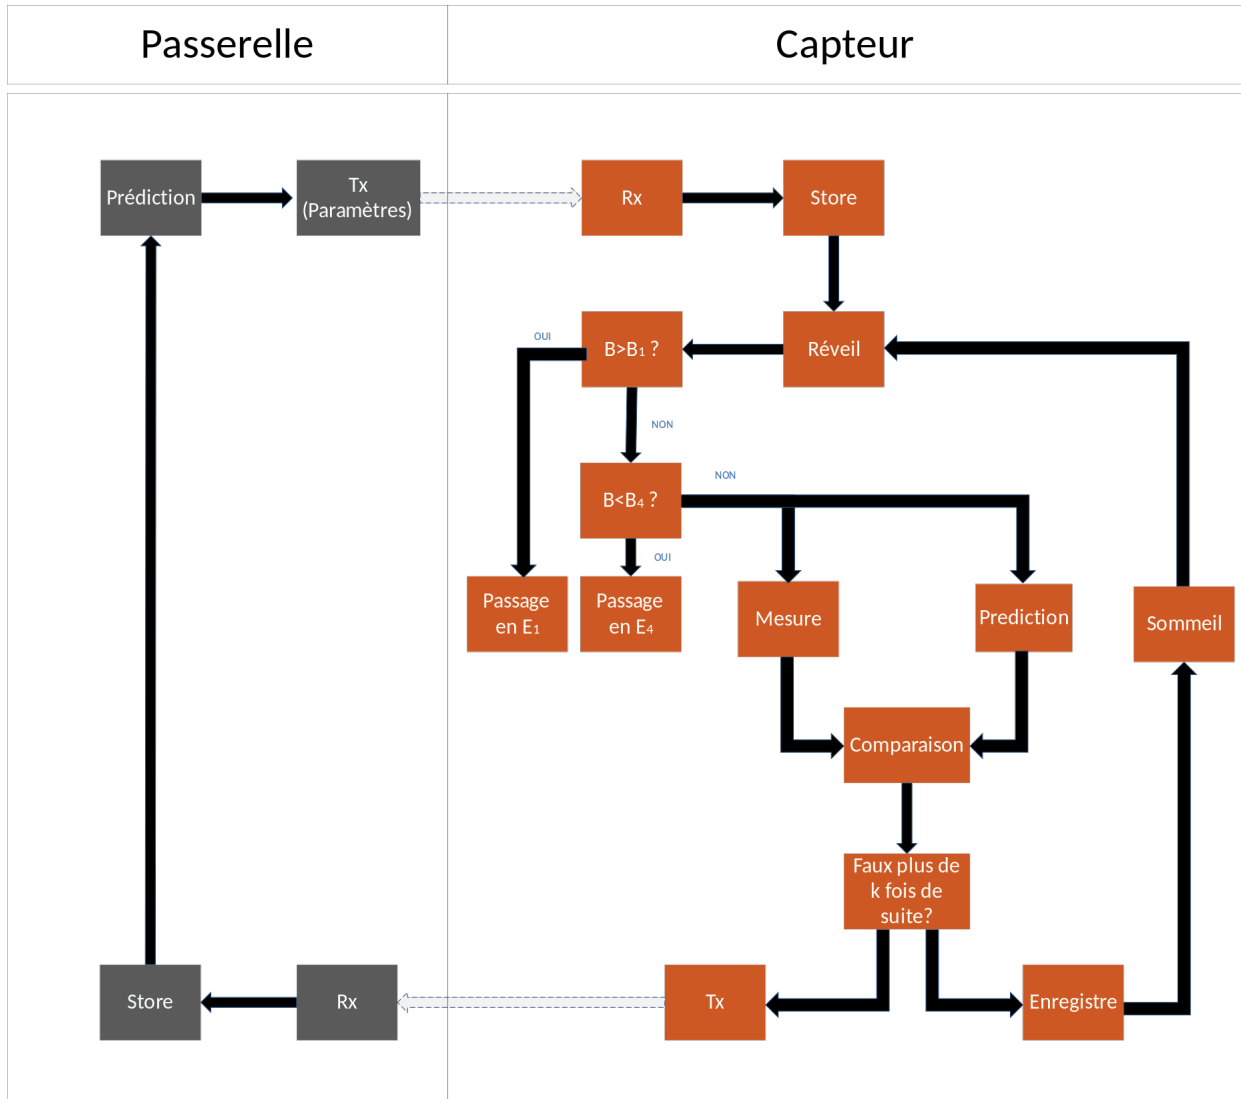 Passerelle
Capteur
Prédiction
Tx
(Paramètres)
Rx
Store
OUI
B>B₁ ?
Réveil
NON
B<B₄ ?
NON
OUI
Passage
en E₁
Passage
en E₄
Mesure
Prediction
Sommeil
Comparaison
Faux plus de
k fois de
suite?
Store
Rx
Tx
Enregistre